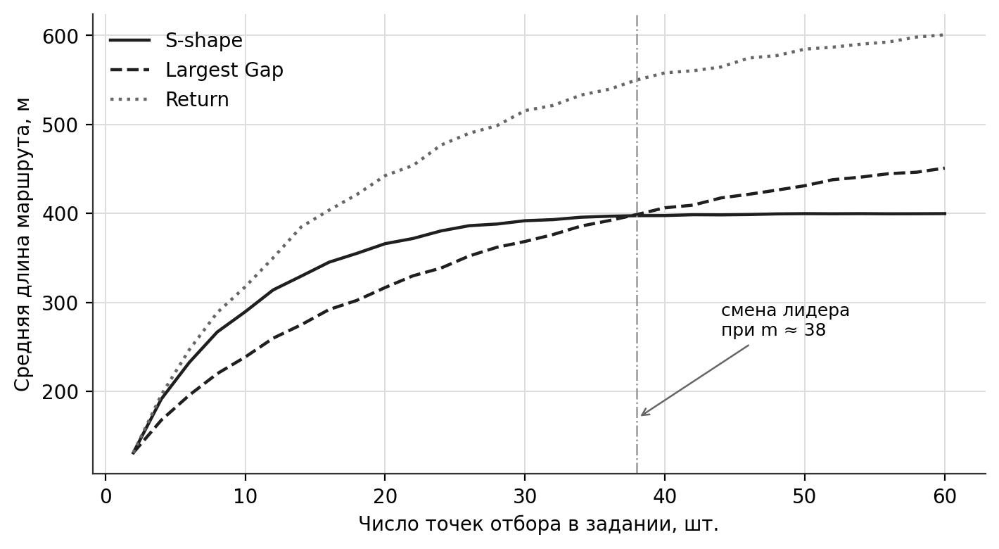 S-shape
Largest Gap
Return
Средняя длина маршрута, м
600
500
400
300
200
смена лидера
при m ≈ 38
0 10 20 30 40 50 60
Число точек отбора в задании, шт.